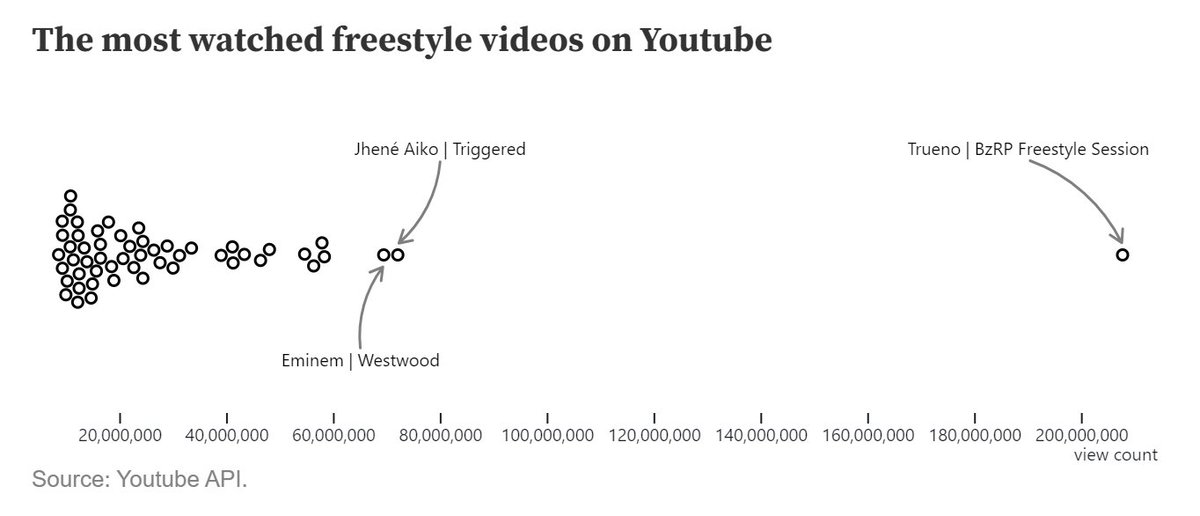 The most watched freestyle videos on Youtube
Jhené Aiko | Triggered
Trueno | BzRP Freestyle Session
Eminem | Westwood
20,000,000 40,000,000 60,000,000 80,000,000 100,000,000 120,000,000 140,000,000 160,000,000 180,000,000 200,000,000
view count
Source: Youtube API.